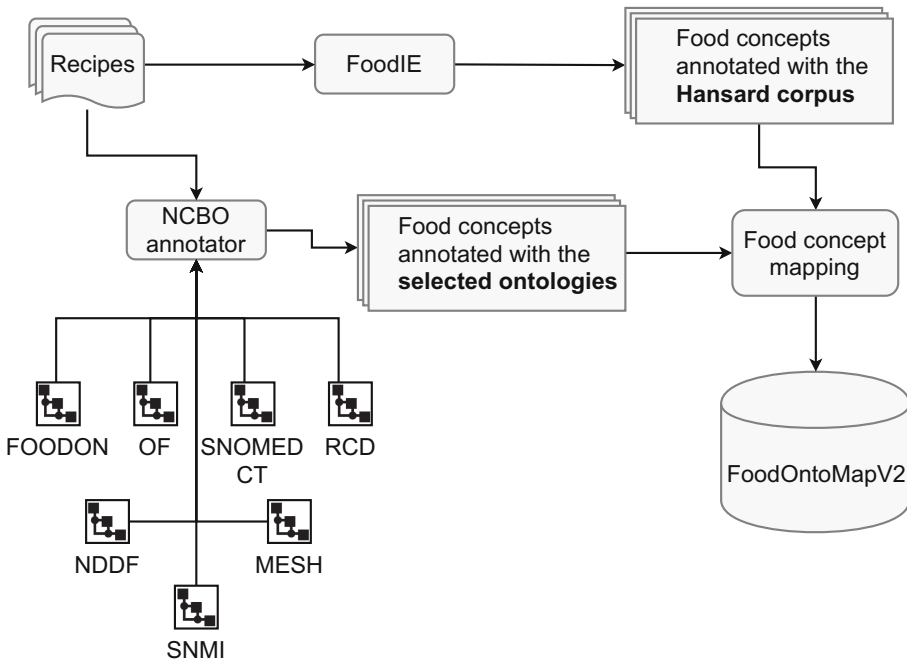 Recipes
FoodIE
Food concepts
annotated with the
Hansard corpus
NCBO
annotator
Food concepts
annotated with the
selected ontologies
Food concept
mapping
FOODON
OF
SNOMED
CT
RCD
FoodOntoMapV2
NDDF
MESH
SNMI